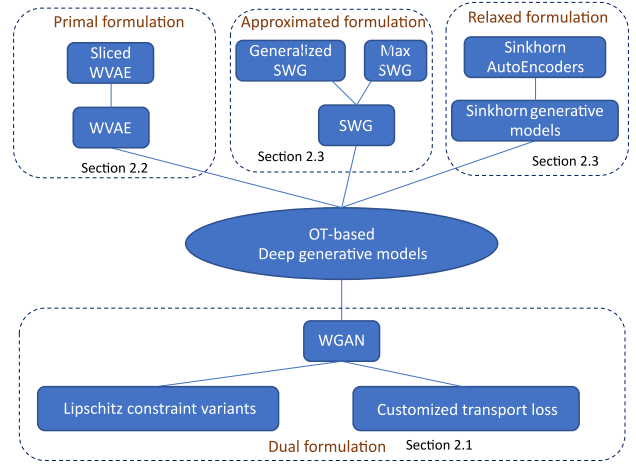 Primal formulation
Sliced
WVAE
WVAE
Section 2.2
Approximated formulation
Generalized
SWG
Max
SWG
SWG
Section 2.3
Relaxed formulation
Sinkhorn
AutoEncoders
Sinkhorn generative
models
Section 2.3
OT-based
Deep generative models
WGAN
Lipschitz constraint variants
Customized transport loss
Dual formulation
Section 2.1